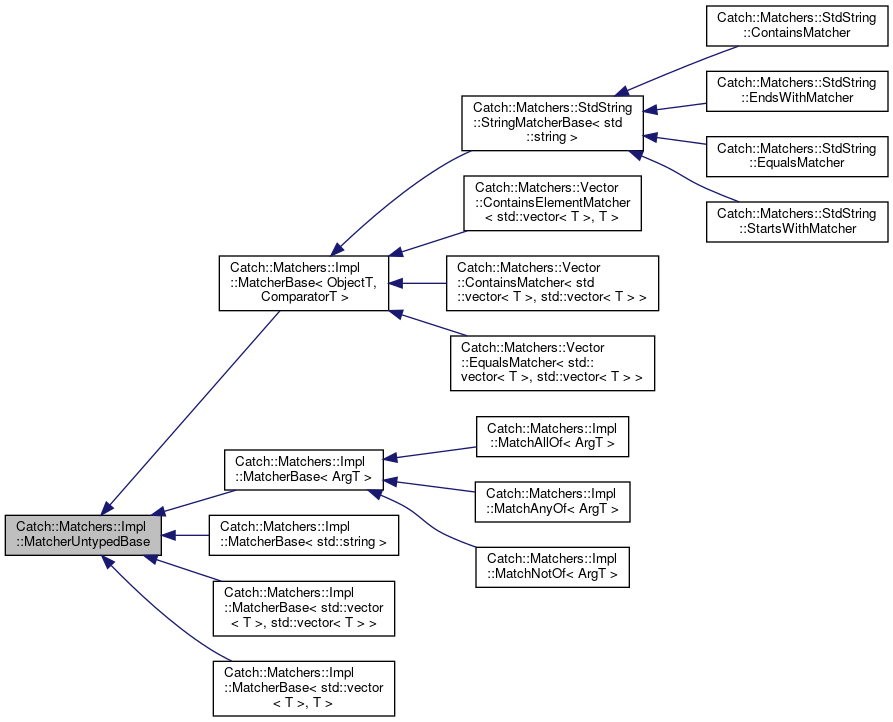 Catch::Matchers::StdString
::ContainsMatcher
Catch::Matchers::StdString
::EndsWithMatcher
Catch::Matchers::StdString
::StringMatcherBase< std
::string >
Catch::Matchers::StdString
::EqualsMatcher
Catch::Matchers::StdString
::StartsWithMatcher
Catch::Matchers::Vector
::ContainsElementMatcher
< std::vector< T >, T >
Catch::Matchers::Impl
::MatcherBase< ObjectT,
ComparatorT >
Catch::Matchers::Vector
::ContainsMatcher< std
::vector< T >, std::vector< T > >
Catch::Matchers::Vector
::EqualsMatcher< std::
vector< T >, std::vector< T > >
Catch::Matchers::Impl
::MatchAllOf< ArgT >
Catch::Matchers::Impl
::MatcherBase< ArgT >
Catch::Matchers::Impl
::MatchAnyOf< ArgT >
Catch::Matchers::Impl
::MatcherUntypedBase
Catch::Matchers::Impl
::MatcherBase< std::string >
Catch::Matchers::Impl
::MatchNotOf< ArgT >
Catch::Matchers::Impl
::MatcherBase< std::vector
< T >, std::vector< T > >
Catch::Matchers::Impl
::MatcherBase< std::vector
< T >, T >